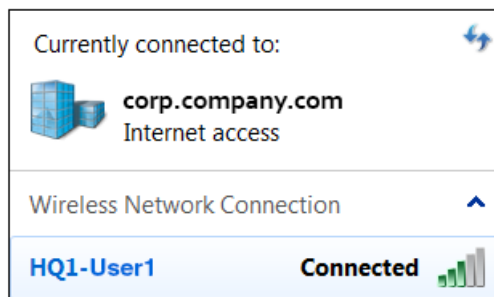 Currently connected to:
corp.company.com
Internet access
Wireless Network Connection
HQ1-User1 Connected